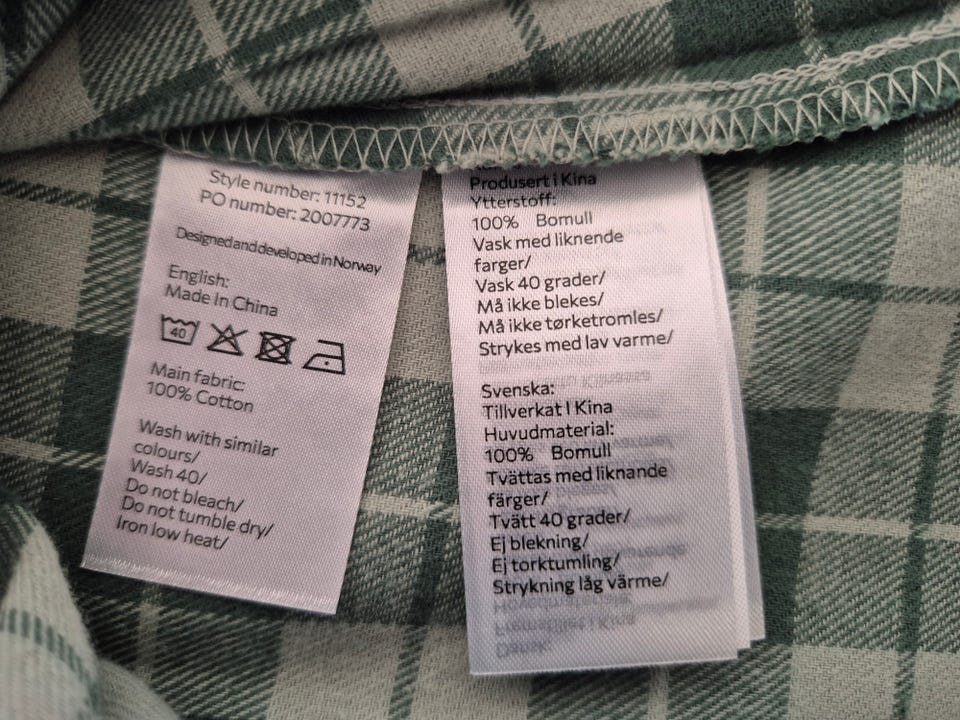 Style number: 11152
PO number: 2007773
Designed and developed in Norway
English:
Made In China
40
Main fabric:
100% Cotton
Wash with similar
colours/
Wash 40/
Do not bleach/
Do not tumble dry/
Iron low heat/
Produsert i Kina
Ytterstoff:
100% Bomull
Vask med liknende
farger/
Vask 40 grader/
Må ikke blekes/
Må ikke tørketromles/
Strykes med lav varme/
Svenska:
Tillverkat I Kina
Huvudmaterial:
100% Bomull
Tvättas med liknande
färger/
Tvätt 40 grader/
Ej blekning/
Ej torktumling/
Strykning låg värme/